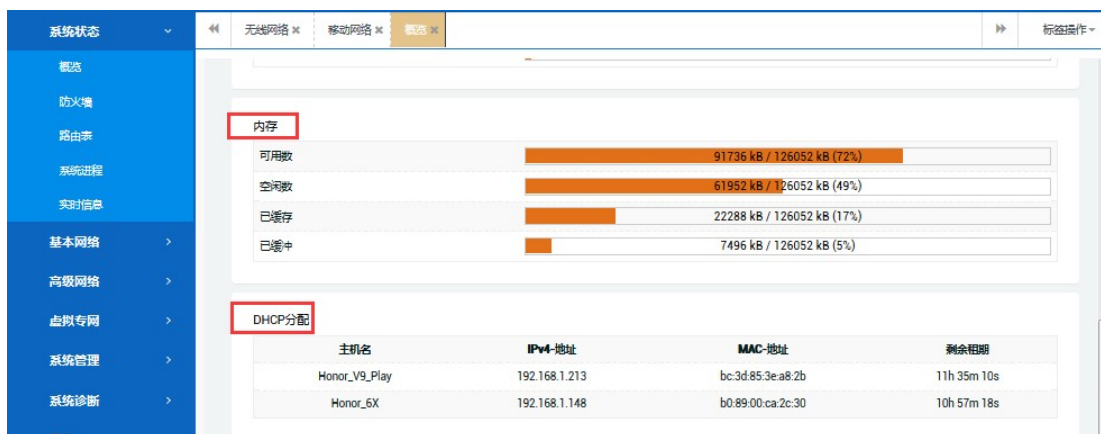 系统状态
无线网络 ×
移动网络 ×
概览 ×
标签操作
概览
防火墙
路由表
系统进程
实时信息
基本网络
高级网络
虚拟专网
系统管理
系统诊断
内存
可用数 91736 kB / 126052 kB (72%)
空闲数 61952 kB / 126052 kB (49%)
已缓存 22288 kB / 126052 kB (17%)
已缓冲 7496 kB / 126052 kB (5%)
DHCP分配
主机名 IPv4-地址 MAC-地址 剩余租期
Honor_V9_Play 192.168.1.213 bc:3d:85:3e:a8:2b 11h 35m 10s
Honor_6X 192.168.1.148 b0:89:00:ca:2c:30 10h 57m 18s